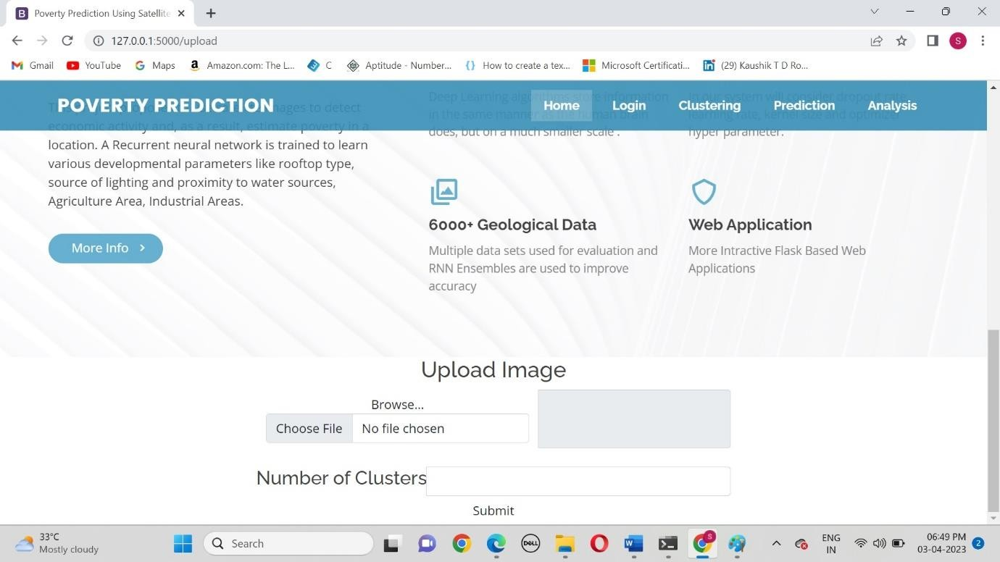 Poverty Prediction Using Satellite
127.0.0.1:5000/upload
S
Gmail
YouTube
Maps
Amazon.com: The L...
C
Aptitude - Number...
How to create a tex...
Microsoft Certificati...
(29) Kaushik T D Ro...
POVERTY PREDICTION
Home
Login
Clustering
Prediction
Analysis
economic activity and, as a result, estimate poverty in a
location. A Recurrent neural network is trained to learn
various developmental parameters like rooftop type,
source of lighting and proximity to water sources,
Agriculture Area, Industrial Areas.
More Info
Deep Learning algorithms store information
in the same manner as the human brain
does, but on a much smaller scale .
In our system will consider dropout rate,
learning rate, kernel size and optimizer
hyper parameter.
6000+ Geological Data
Multiple data sets used for evaluation and
RNN Ensembles are used to improve
accuracy
Web Application
More Intractive Flask Based Web
Applications
Upload Image
Browse...
Choose File
No file chosen
Number of Clusters
Submit
33°C
Mostly cloudy
Search
DELL
S
ENG
IN
06:49 PM
03-04-2023
2